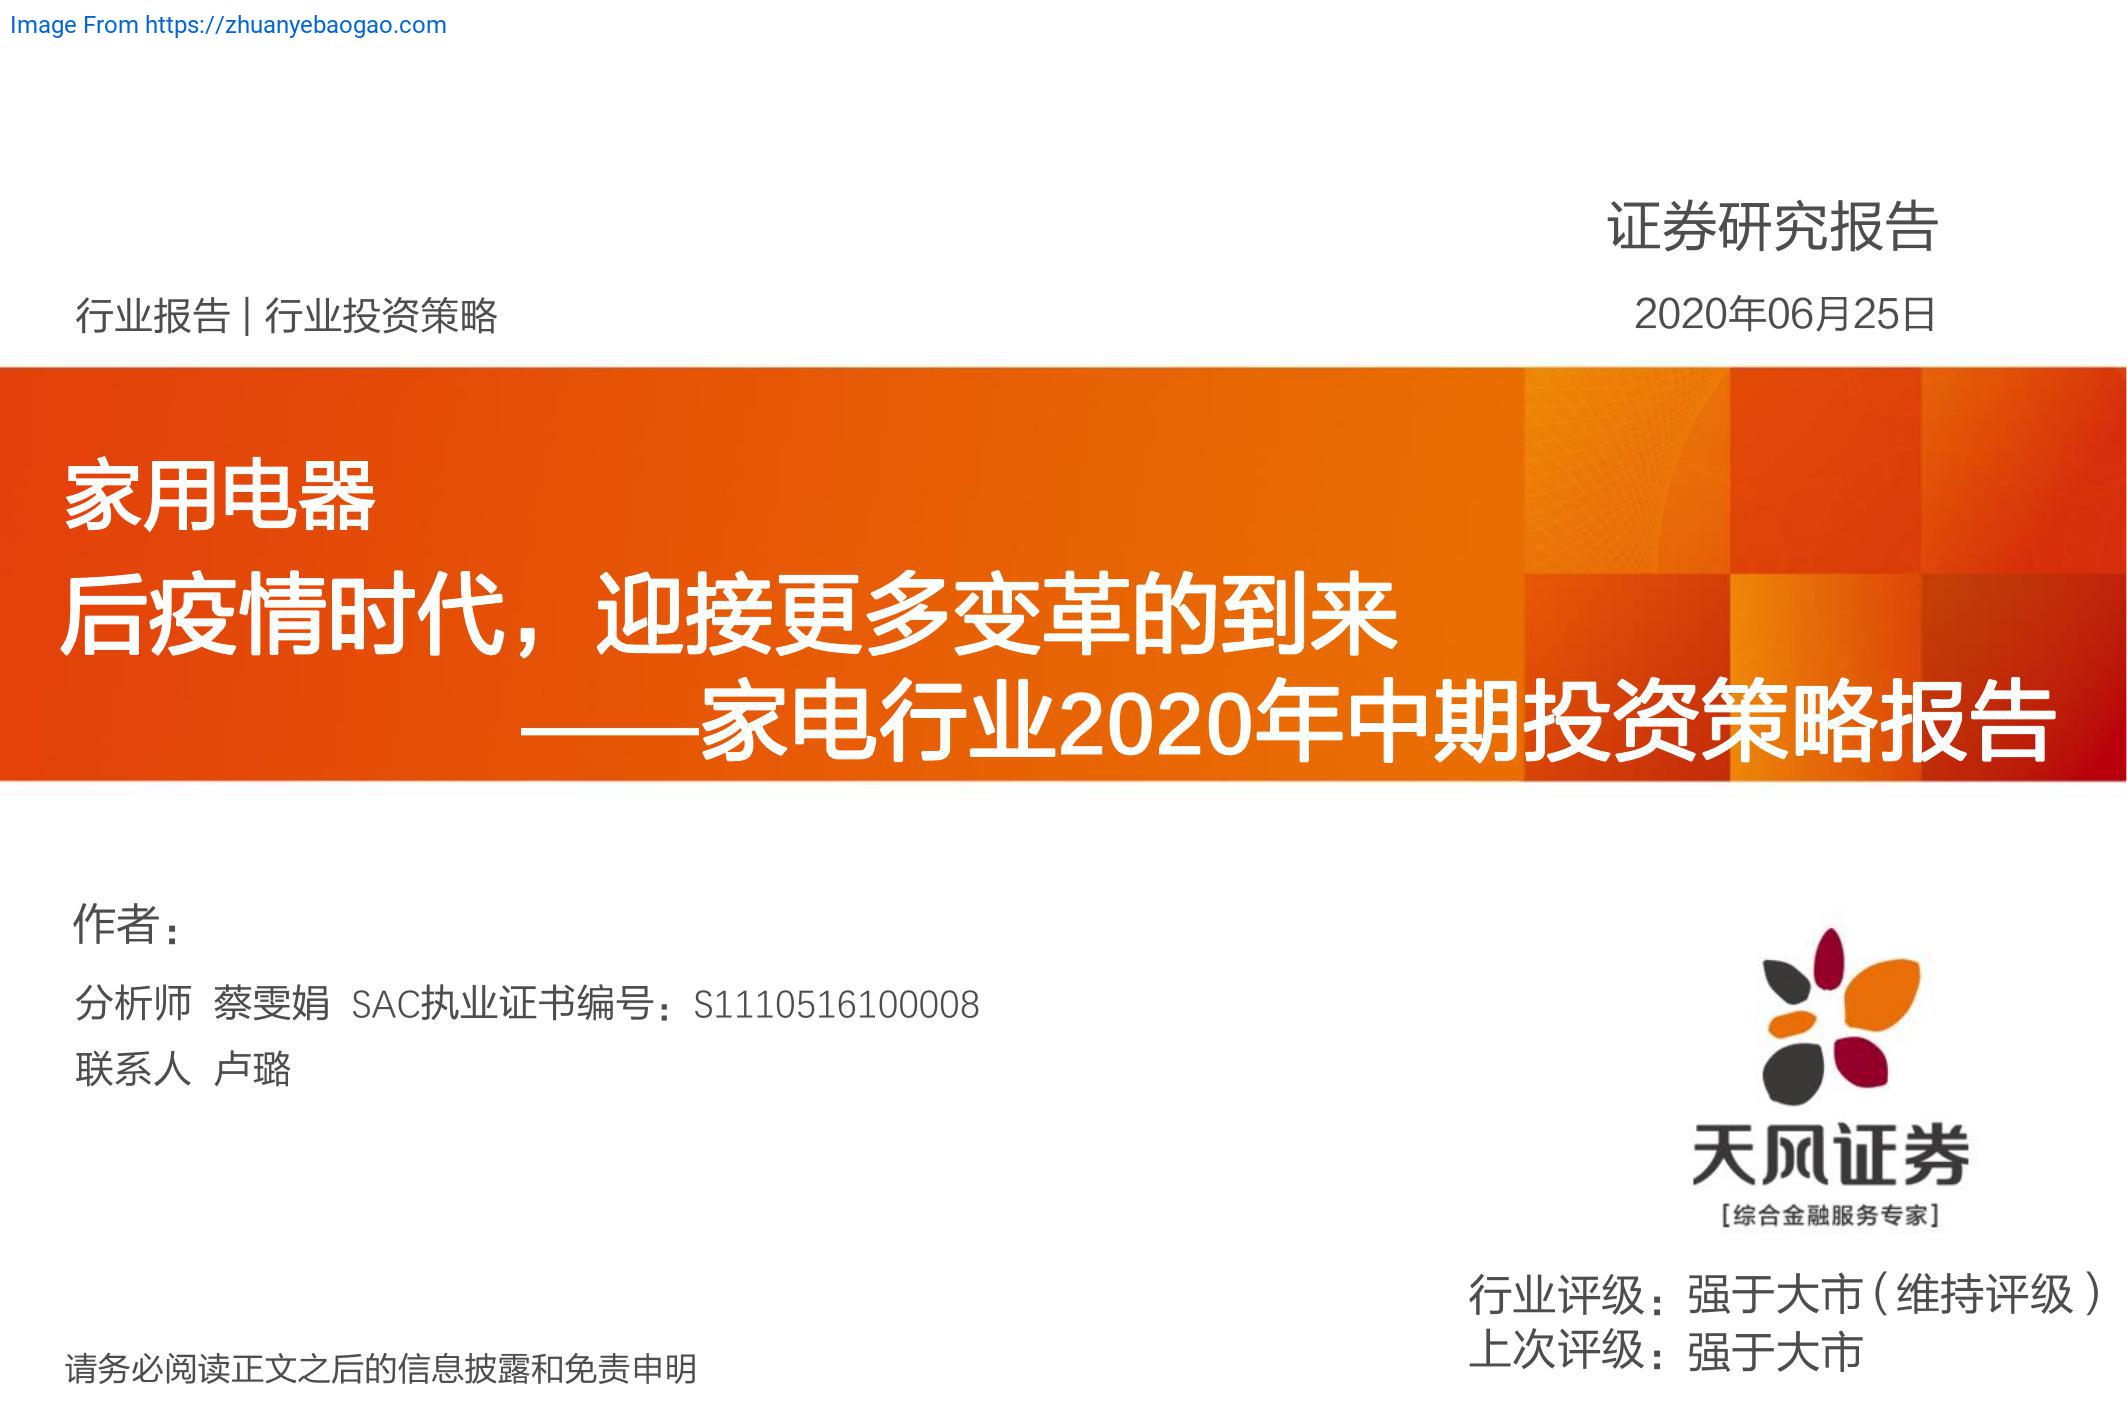 Image From https://zhuanyebaogao.com
证券研究报告
行业报告 | 行业投资策略
2020年06月25日
家用电器
后疫情时代，迎接更多变革的到来
——家电行业2020年中期投资策略报告
作者：
分析师 蔡雯娟 SAC执业证书编号：S1110516100008
联系人 卢璐
天风证券
[综合金融服务专家]
行业评级：强于大市（维持评级）
上次评级：强于大市
请务必阅读正文之后的信息披露和免责申明